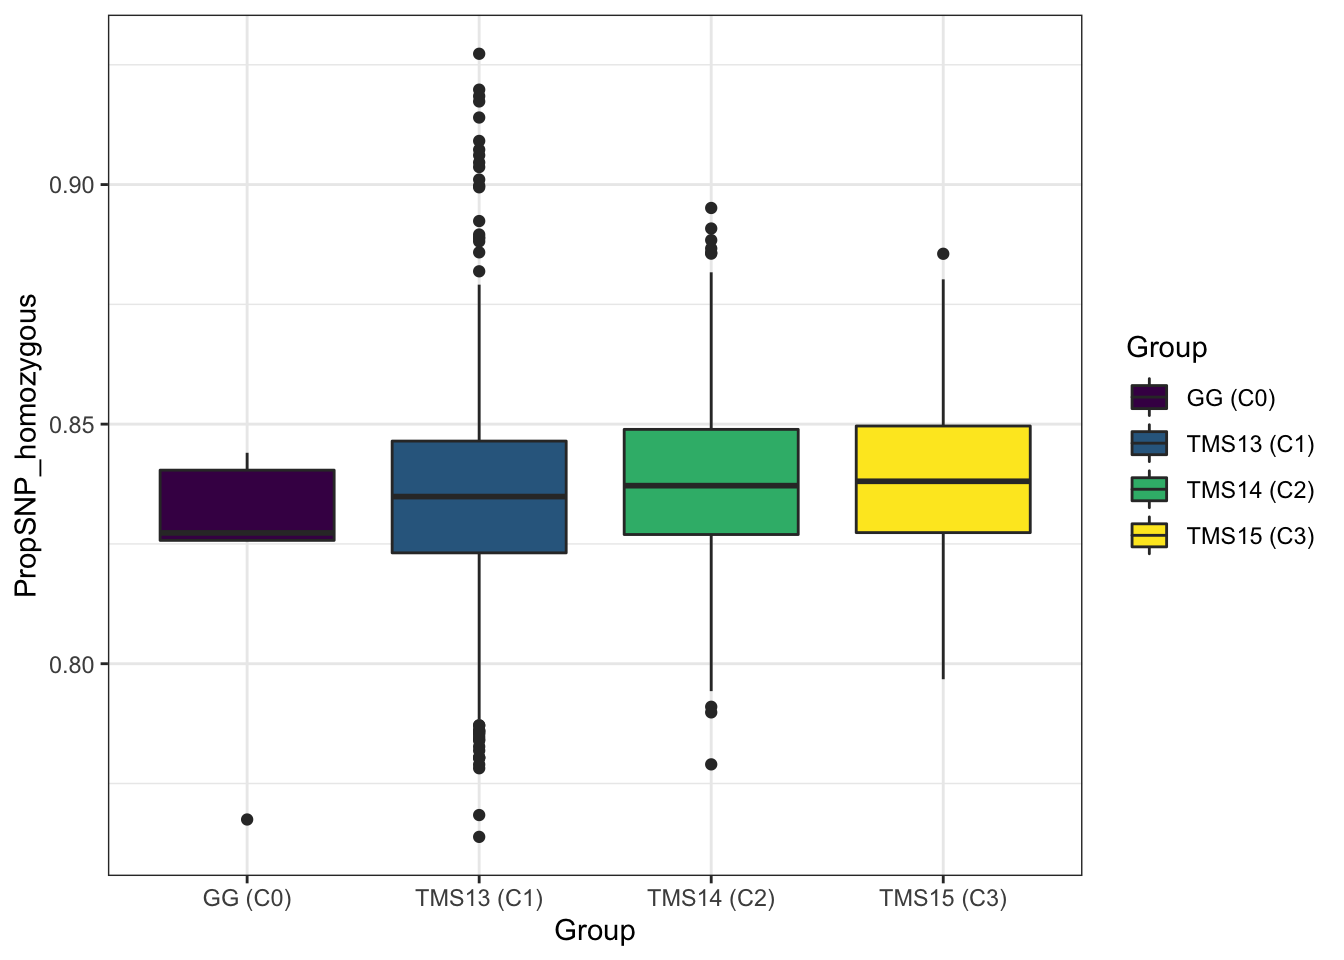 PropSNP_homozygous
0.90
0.85
0.80
GG (C0)
TMS13 (C1)
TMS14 (C2)
TMS15 (C3)
Group
Group
GG (C0)
TMS13 (C1)
TMS14 (C2)
TMS15 (C3)